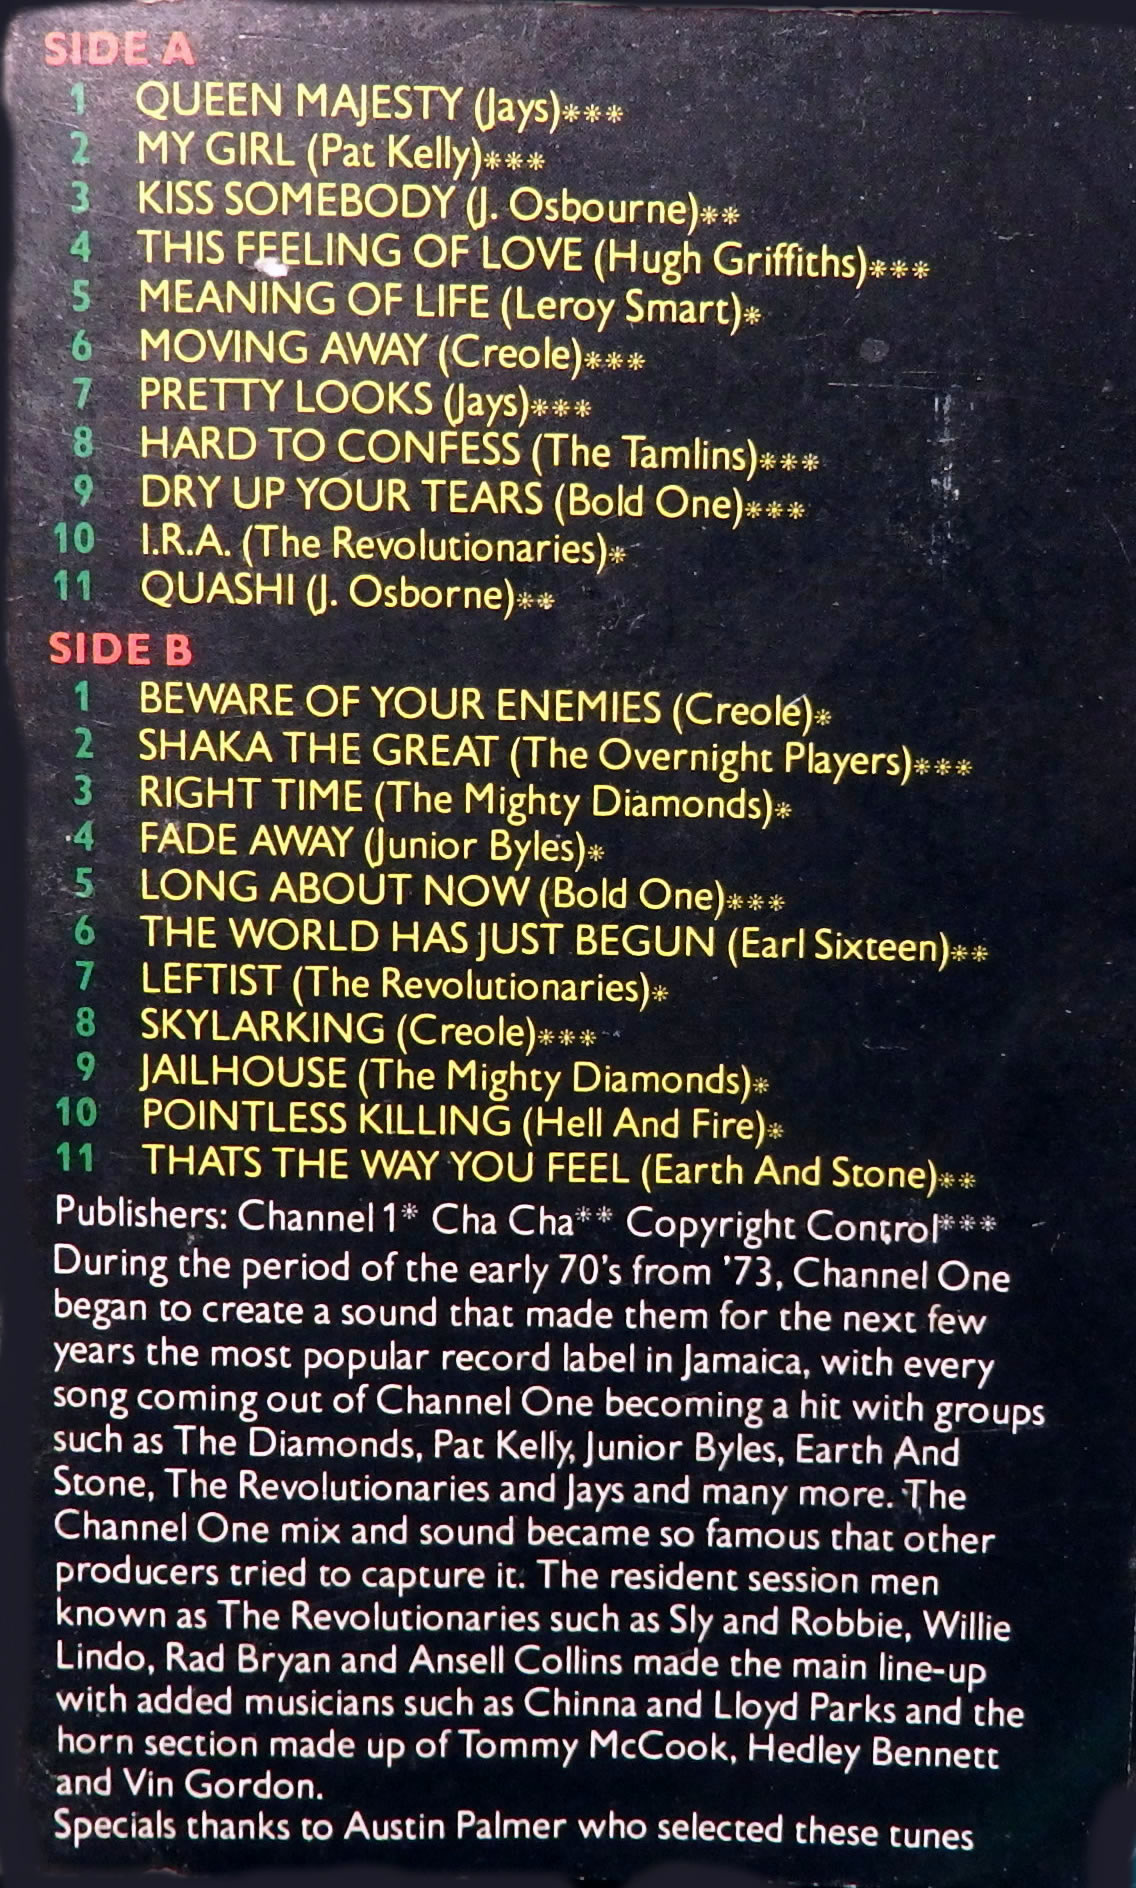 SIDE A
1 QUEEN MAJESTY (Jays)***
2 MY GIRL (Pat Kelly)***
3 KISS SOMEBODY (J. Osbourne)**
4 THIS FEELING OF LOVE (Hugh Griffiths)***
5 MEANING OF LIFE (Leroy Smart)*
6 MOVING AWAY (Creole)***
7 PRETTY LOOKS (Jays)***
8 HARD TO CONFESS (The Tamlins)***
9 DRY UP YOUR TEARS (Bold One)***
10 I.R.A. (The Revolutionaries)*
11 QUASHI (J. Osborne)**
SIDE B
1 BEWARE OF YOUR ENEMIES (Creole)*
2 SHAKA THE GREAT (The Overnight Players)***
3 RIGHT TIME (The Mighty Diamonds)*
4 FADE AWAY (Junior Byles)*
5 LONG ABOUT NOW (Bold One)***
6 THE WORLD HAS JUST BEGUN (Earl Sixteen)**
7 LEFTIST (The Revolutionaries)*
8 SKYLARKING (Creole)***
9 JAILHOUSE (The Mighty Diamonds)*
10 POINTLESS KILLING (Hell And Fire)*
11 THATS THE WAY YOU FEEL (Earth And Stone)**
Publishers: Channel 1* Cha Cha** Copyright Control***
During the period of the early 70's from '73, Channel One
began to create a sound that made them for the next few
years the most popular record label in Jamaica, with every
song coming out of Channel One becoming a hit with groups
such as The Diamonds, Pat Kelly, Junior Byles, Earth And
Stone, The Revolutionaries and Jays and many more. The
Channel One mix and sound became so famous that other
producers tried to capture it. The resident session men
known as The Revolutionaries such as Sly and Robbie, Willie
Lindo, Rad Bryan and Ansell Collins made the main line-up
with added musicians such as Chinna and Lloyd Parks and the
horn section made up of Tommy McCook, Hedley Bennett
and Vin Gordon.
Specials thanks to Austin Palmer who selected these tunes